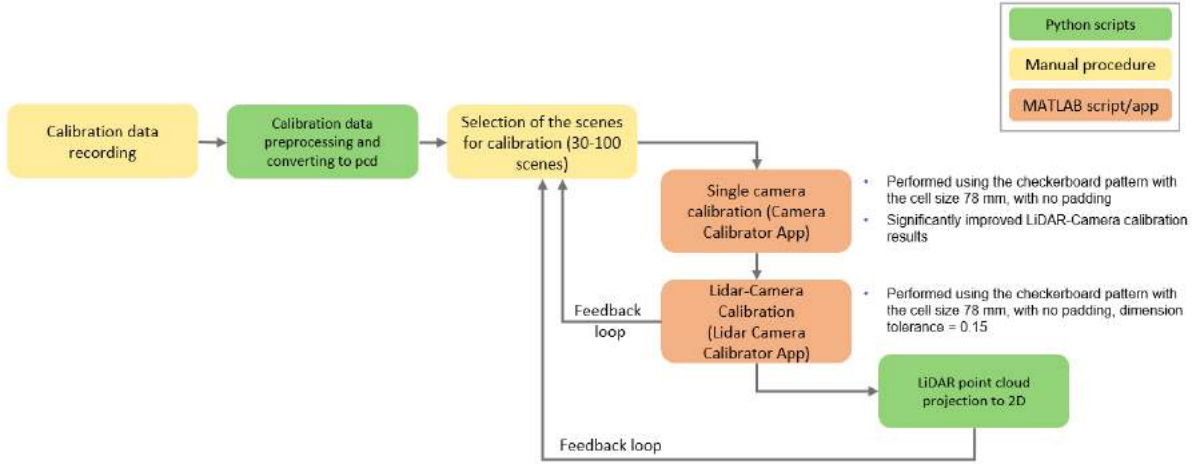 Python scripts
Manual procedure
MATLAB script/app
Calibration data
recording
Calibration data
preprocessing and
converting to pcd
Selection of the scenes
for calibration (30-100
scenes)
Single camera
calibration (Camera
Calibrator App)
• Performed using the checkerboard pattern with
the cell size 78 mm, with no padding
• Significantly improved LiDAR-Camera calibration
results
Lidar-Camera
Calibration
(Lidar Camera
Calibrator App)
• Performed using the checkerboard pattern with
the cell size 78 mm, with no padding, dimension
tolerance = 0.15
Feedback
loop
LiDAR point cloud
projection to 2D
Feedback loop